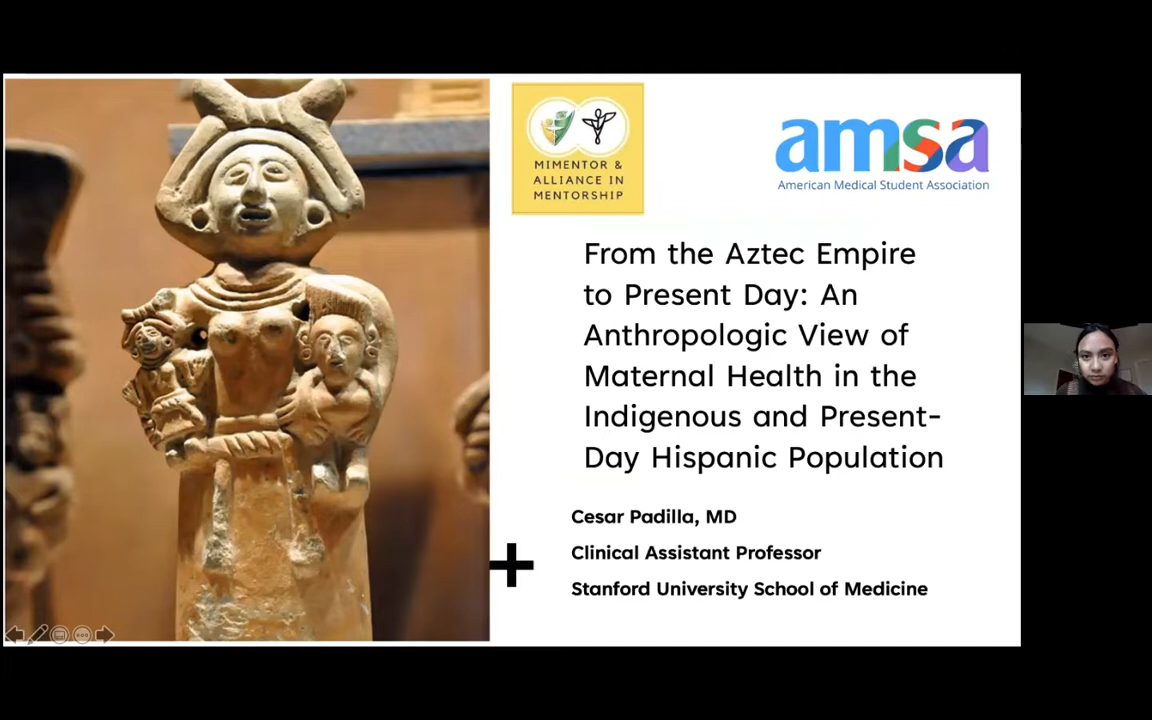 MIMENTOR &
ALLIANCE IN
MENTORSHIP
amsa
American Medical Student Association
From the Aztec Empire
to Present Day: An
Anthropologic View of
Maternal Health in the
Indigenous and Present-
Day Hispanic Population
Cesar Padilla, MD
Clinical Assistant Professor
Stanford University School of Medicine